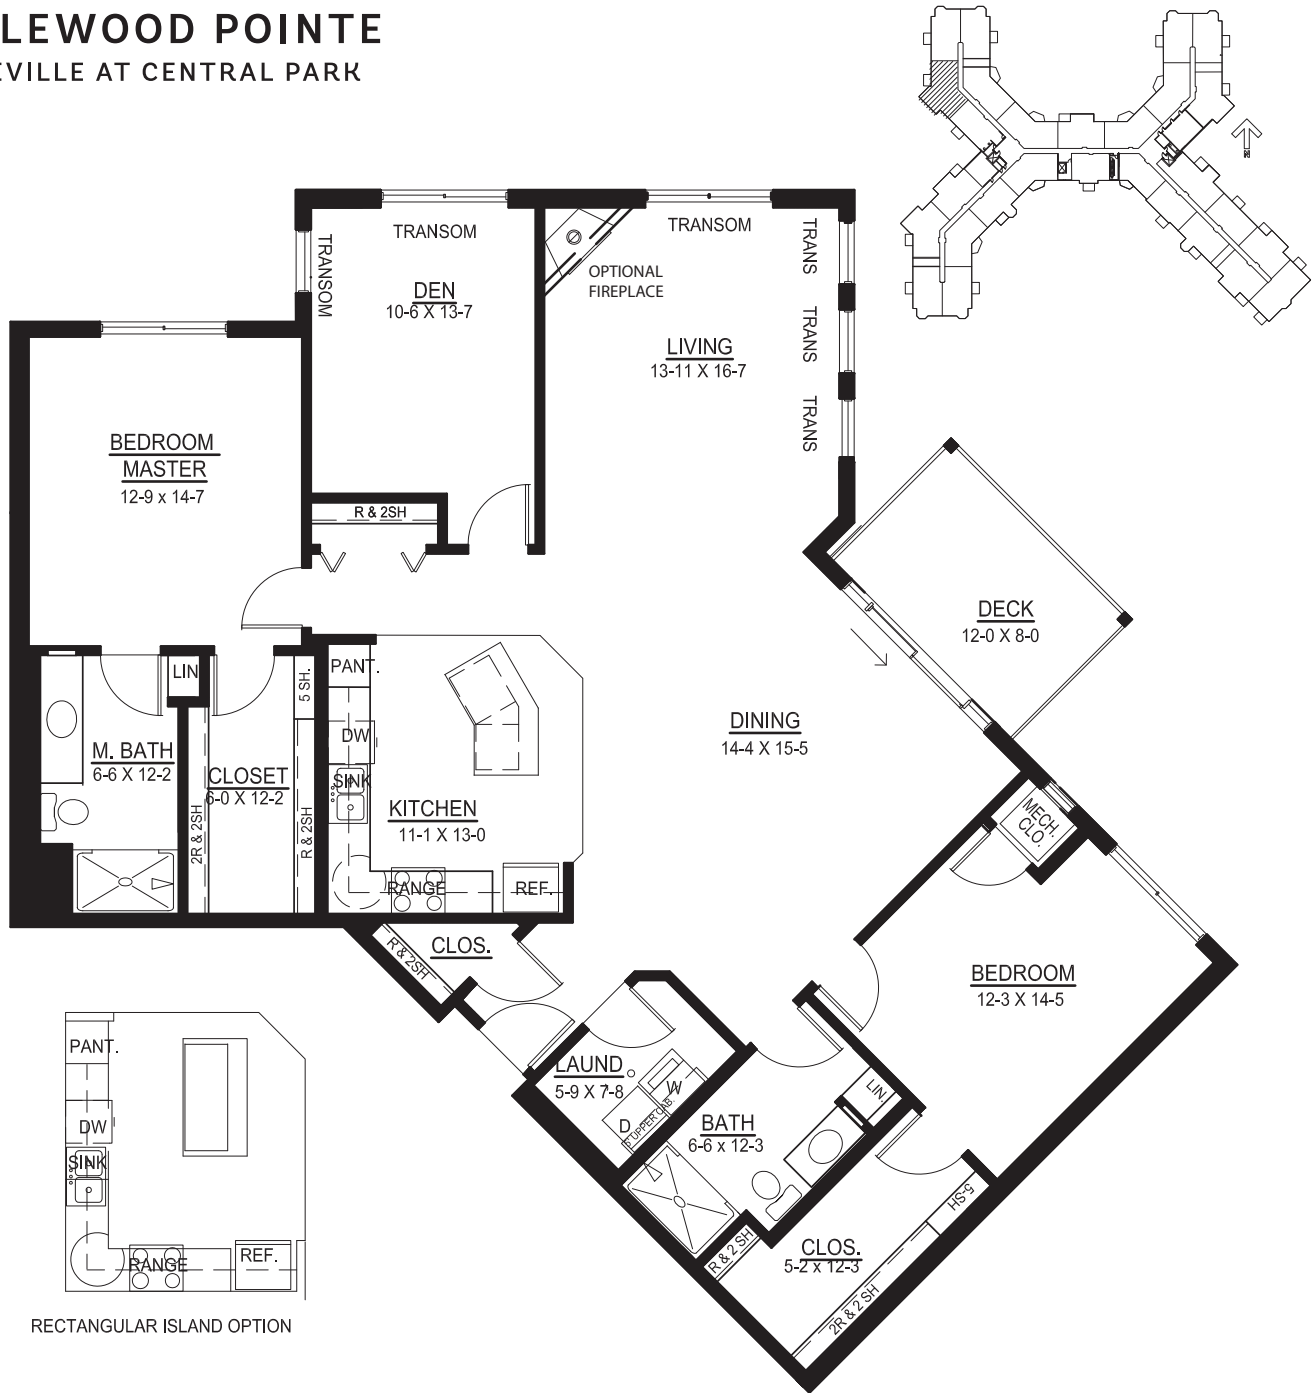 LEWOOD POINTE
EVILLE AT CENTRAL PARK
N
TRANSOM
TRANSOM
DEN
10-6 X 13-7
R & 2SH
OPTIONAL
FIREPLACE
TRANSOM
TRANS
TRANS
TRANS
LIVING
13-11 X 16-7
BEDROOM
MASTER
12-9 x 14-7
DECK
12-0 X 8-0
DINING
14-4 X 15-5
LIN
5 SH.
M. BATH
6-6 X 12-2
CLOSET
6-0 X 12-2
2R & 2SH
R & 2SH
PANT.
DW
SINK
KITCHEN
11-1 X 13-0
RANGE
REF.
MECH.
CLO.
CLOS.
R & 2SH
BEDROOM
12-3 X 14-5
LAUND
5-9 X 7-8
W
D
UPPER CAB.
BATH
6-6 x 12-3
LIN.
5-SH
CLOS.
5-2 x 12-3
R & 2 SH
2R & 2 SH
PANT.
DW
SINK
RANGE
REF.
RECTANGULAR ISLAND OPTION